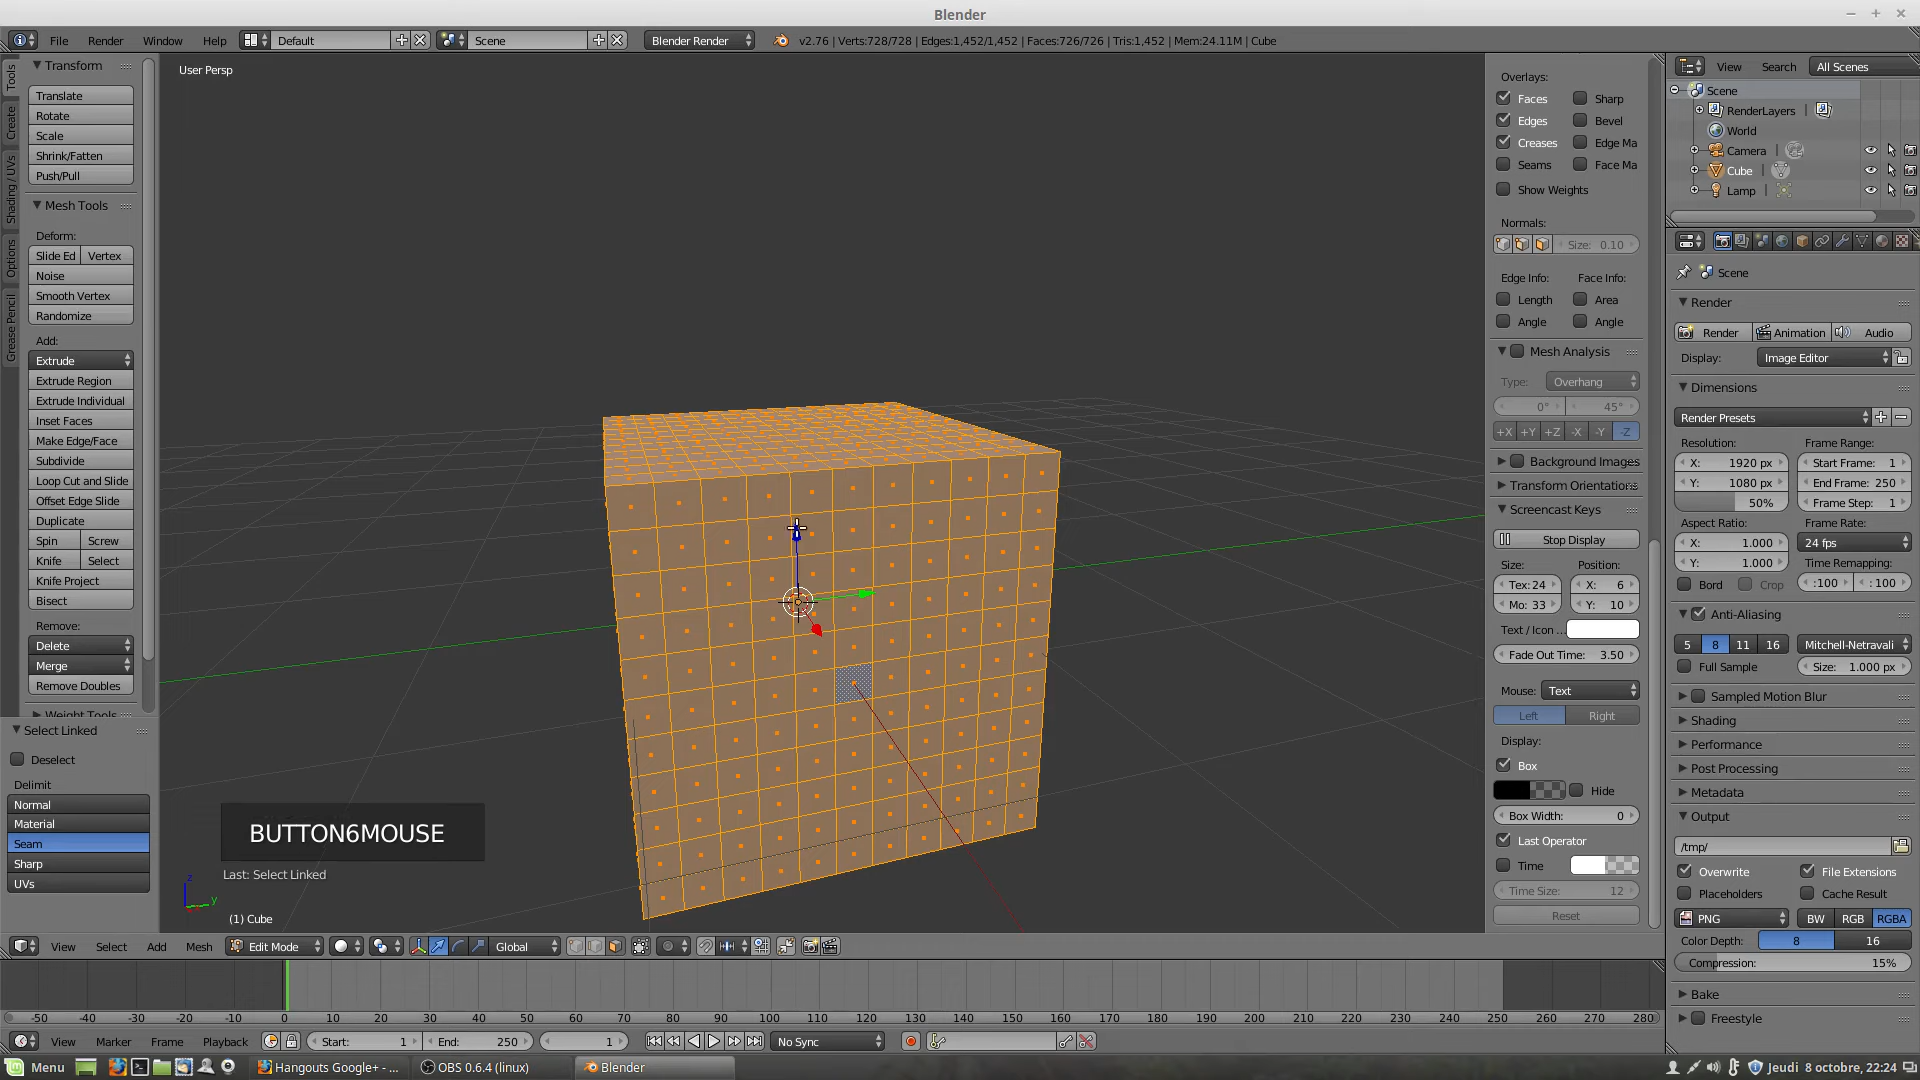 Blender
File Render Window Help Default Scene Blender Render v2.76 | Verts:728/728 | Edges:1,452/1,452 | Faces:726/726 | Tris:1,452 | Mem:24.11M | Cube
Tools
Create
Shading / UVs
Options
Grease Pencil
Transform
Translate
Rotate
Scale
Shrink/Fatten
Push/Pull
Mesh Tools
Deform:
Slide Ed Vertex
Noise
Smooth Vertex
Randomize
Add:
Extrude
Extrude Region
Extrude Individual
Inset Faces
Make Edge/Face
Subdivide
Loop Cut and Slide
Offset Edge Slide
Duplicate
Spin Screw
Knife Select
Knife Project
Bisect
Remove:
Delete
Merge
Remove Doubles
Weight Tools
Select Linked
Deselect
Delimit
Normal
Material
Seam
Sharp
UVs
User Persp
BUTTON6MOUSE
Last: Select Linked
z
y
(1) Cube
View Select Add Mesh Edit Mode Global
Overlays:
Faces Sharp
Edges Bevel
Creases Edge Ma
Seams Face Ma
Show Weights
Normals:
Size: 0.10
Edge Info: Face Info:
Length Area
Angle Angle
Mesh Analysis
Type: Overhang
0° 45°
+X +Y +Z -X -Y -Z
Background Images
Transform Orientations
Screencast Keys
Stop Display
Size: Position:
Tex:24 X: 6
Mo: 33 Y: 10
Text / Icon ...
Fade Out Time: 3.50
Mouse: Text
Left Right
Display:
Box
Hide
Box Width: 0
Last Operator
Time
Time Size: 12
Reset
View Search All Scenes
Scene
RenderLayers |
World
Camera |
Cube |
Lamp |
Scene
Render
Render Animation Audio
Display: Image Editor
Dimensions
Render Presets
Resolution: Frame Range:
X: 1920 px Start Frame: 1
Y: 1080 px End Frame: 250
50% Frame Step: 1
Aspect Ratio: Frame Rate:
X: 1.000 24 fps
Y: 1.000 Time Remapping:
Bord Crop :100 : 100
Anti-Aliasing
5 8 11 16 Mitchell-Netravali
Full Sample Size: 1.000 px
Sampled Motion Blur
Shading
Performance
Post Processing
Metadata
Output
/tmp/
Overwrite File Extensions
Placeholders Cache Result
PNG BW RGB RGBA
Color Depth: 8 16
Compression: 15%
Bake
Freestyle
-50 -40 -30 -20 -10 0 10 20 30 40 50 60 70 80 90 100 110 120 130 140 150 160 170 180 190 200 210 220 230 240 250 260 270 280
View Marker Frame Playback Start: 1 End: 250 1 No Sync
Menu Hangouts Google+ - ... OBS 0.6.4 (linux) Blender Jeudi 8 octobre, 22:24